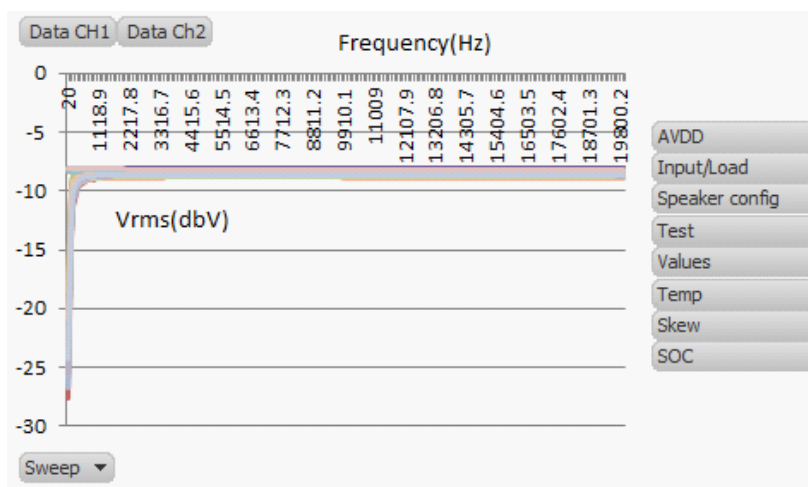 Data CH1 Data Ch2
Frequency(Hz)
0
-5
-10
-15
-20
-25
-30
20
1118.9
2217.8
3316.7
4415.6
5514.5
6613.4
7712.3
8811.2
9910.1
11009
12107.9
13206.8
14305.7
15404.6
16503.5
17602.4
18701.3
19800.2
Vrms(dbV)
AVDD
Input/Load
Speaker config
Test
Values
Temp
Skew
SOC
Sweep